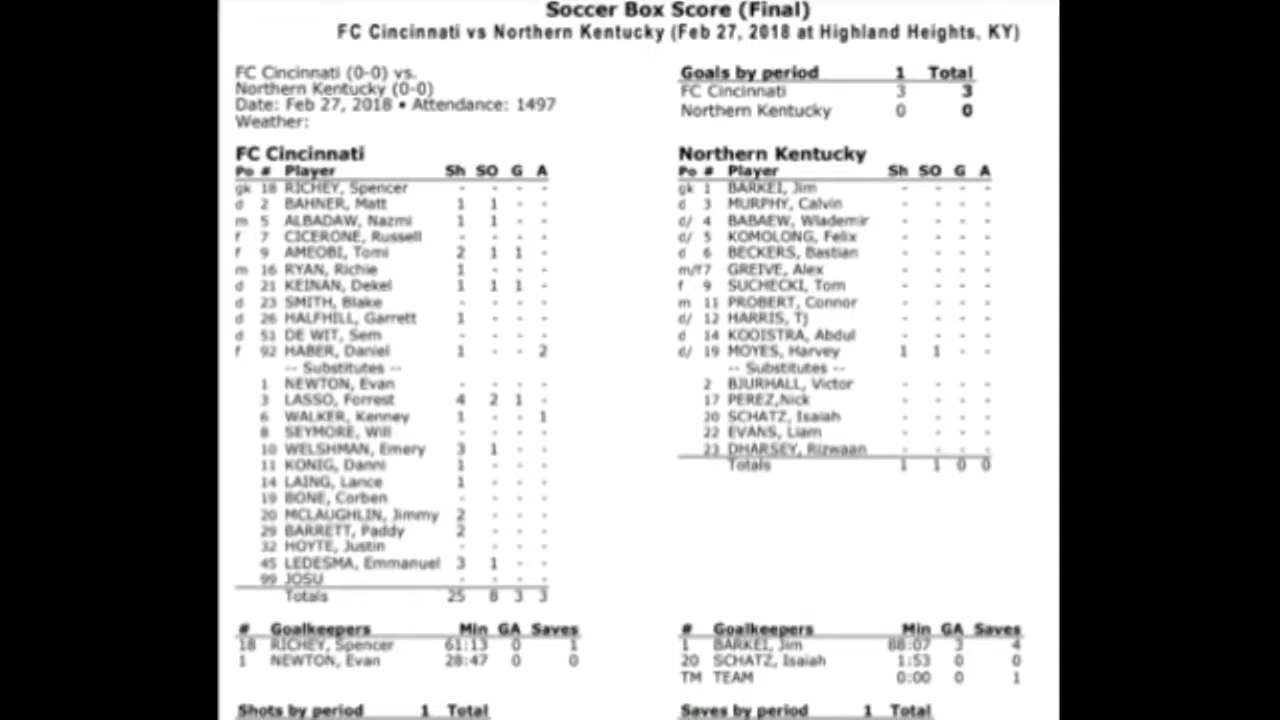 Soccer Box Score (Final)
FC Cincinnati vs Northern Kentucky (Feb 27, 2018 at Highland Heights, KY)
FC Cincinnati (0-0) vs.
Northern Kentucky (0-0)
Date: Feb 27, 2018 • Attendance: 1497
Weather:
Goals by period 1 Total
FC Cincinnati 3 3
Northern Kentucky 0 0
FC Cincinnati
Po # Player Sh SO G A
gk 18 RICHEY, Spencer - - - -
d 2 BAHNER, Matt 1 1 - -
m 5 ALBADAW, Nazmi 1 1 - -
f 7 CICERONE, Russell - - - -
f 9 AMEOBI, Tomi 2 1 1 -
m 16 RYAN, Richie 1 - - -
d 21 KEINAN, Dekel 1 1 1 -
d 23 SMITH, Blake - - - -
d 26 HALFHILL, Garrett 1 - - -
d 51 DE WIT, Sem - - - -
f 92 HABER, Daniel 1 - - 2
-- Substitutes --
1 NEWTON, Evan - - - -
3 LASSO, Forrest 4 2 1 -
6 WALKER, Kenney 1 - - 1
8 SEYMORE, Will - - - -
10 WELSHMAN, Emery 3 1 - -
11 KONIG, Danni 1 - - -
14 LAING, Lance 1 - - -
19 BONE, Corben - - - -
20 MCLAUGHLIN, Jimmy 2 - - -
29 BARRETT, Paddy 2 - - -
32 HOYTE, Justin - - - -
45 LEDESMA, Emmanuel 3 1 - -
99 JOSU - - - -
Totals 25 8 3 3
Northern Kentucky
Po # Player Sh SO G A
gk 1 BARKEI, Jim - - - -
d 3 MURPHY, Calvin - - - -
d/ 4 BABAEW, Wlademir - - - -
d/ 5 KOMOLONG, Felix - - - -
d 6 BECKERS, Bastian - - - -
m/f7 GREIVE, Alex - - - -
f 9 SUCHECKI, Tom - - - -
m 11 PROBERT, Connor - - - -
d/ 12 HARRIS, Tj - - - -
d 14 KOOISTRA, Abdul - - - -
d/ 19 MOYES, Harvey 1 1 - -
-- Substitutes --
2 BJURHALL, Victor - - - -
17 PEREZ,Nick - - - -
20 SCHATZ, Isaiah - - - -
22 EVANS, Liam - - - -
23 DHARSEY, Rizwaan - - - -
Totals 1 1 0 0
# Goalkeepers Min GA Saves
18 RICHEY, Spencer 61:13 0 1
1 NEWTON, Evan 28:47 0 0
# Goalkeepers Min GA Saves
1 BARKEI, Jim 88:07 3 4
20 SCHATZ, Isaiah 1:53 0 0
TM TEAM 0:00 0 1
Shots by period 1 Total
Saves by period 1 Total